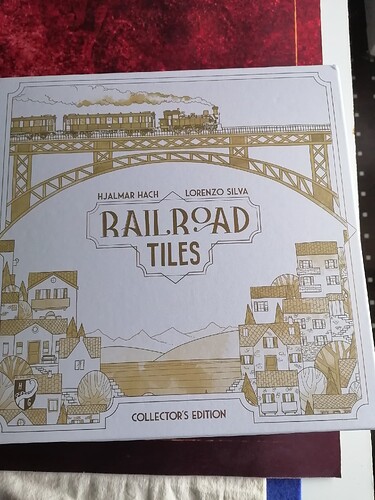 HJALMAR HACH LORENZO SILVA
RAILROAD
TILES
COLLECTOR'S EDITION